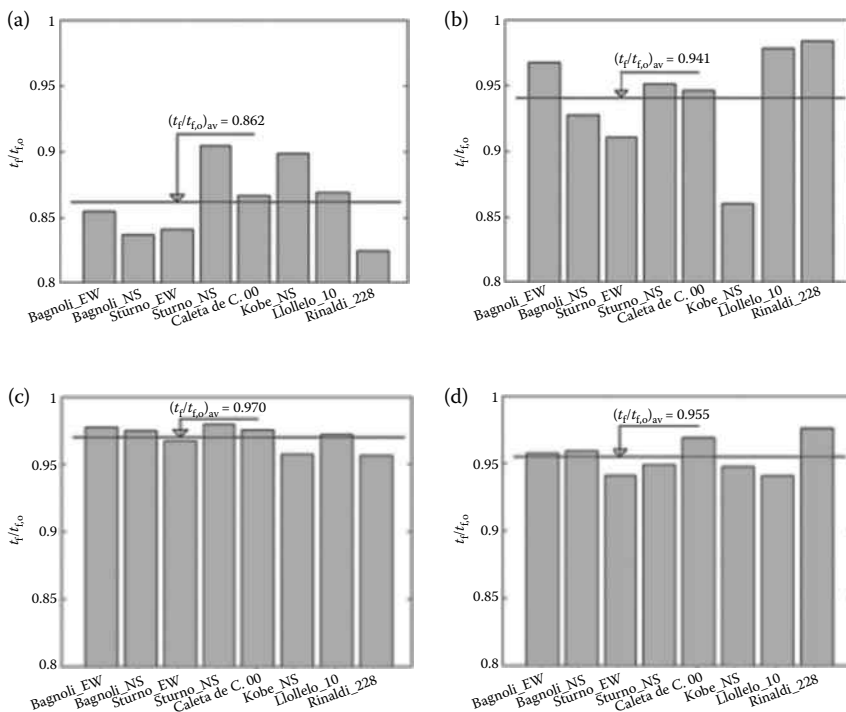 (a)
1
0.95
0.9
0.85
0.8
t_f/t_f,o
(t_f/t_f,o)_av = 0.862
Bagnoli_EW
Bagnoli_NS
Sturno_EW
Sturno_NS
Caleta de C. 00
Kobe_NS
Llollelo_10
Rinaldi_228
(b)
1
0.95
0.9
0.85
0.8
t_f/t_f,o
(t_f/t_f,o)_av = 0.941
Bagnoli_EW
Bagnoli_NS
Sturno_EW
Sturno_NS
Caleta de C. 00
Kobe_NS
Llollelo_10
Rinaldi_228
(c)
1
0.95
0.9
0.85
0.8
t_f/t_f,o
(t_f/t_f,o)_av = 0.970
Bagnoli_EW
Bagnoli_NS
Sturno_EW
Sturno_NS
Caleta de C. 00
Kobe_NS
Llollelo_10
Rinaldi_228
(d)
1
0.95
0.9
0.85
0.8
t_f/t_f,o
(t_f/t_f,o)_av = 0.955
Bagnoli_EW
Bagnoli_NS
Sturno_EW
Sturno_NS
Caleta de C. 00
Kobe_NS
Llollelo_10
Rinaldi_228